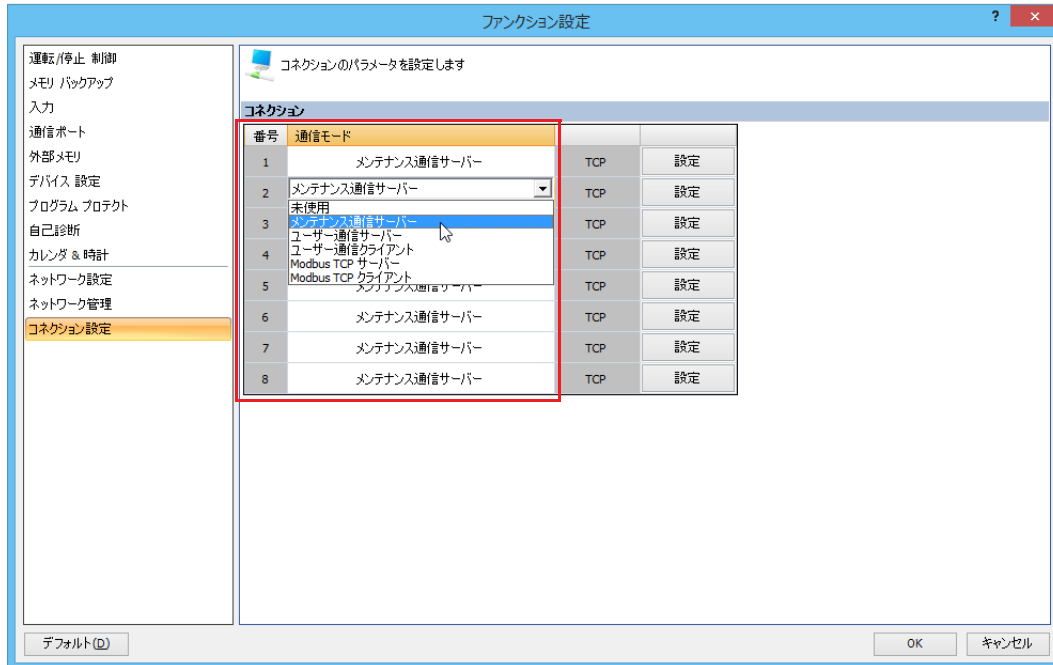 ファンクション設定
?
×
運転/停止 制御
メモリ バックアップ
入力
通信ポート
外部メモリ
デバイス 設定
プログラム プロテクト
自己診断
カレンダ & 時計
ネットワーク設定
ネットワーク管理
コネクション設定
コネクションのパラメータを設定します
コネクション
番号 通信モード
1 メンテナンス通信サーバー TCP 設定
2 メンテナンス通信サーバー TCP 設定
未使用
3 メンテナンス通信サーバー TCP 設定
ユーザー通信サーバー
4 ユーザー通信クライアント TCP 設定
Modbus TCP サーバー
Modbus TCP クライアント
5 メンテナンス通信サーバー TCP 設定
6 メンテナンス通信サーバー TCP 設定
7 メンテナンス通信サーバー TCP 設定
8 メンテナンス通信サーバー TCP 設定
デフォルト(D)
OK
キャンセル